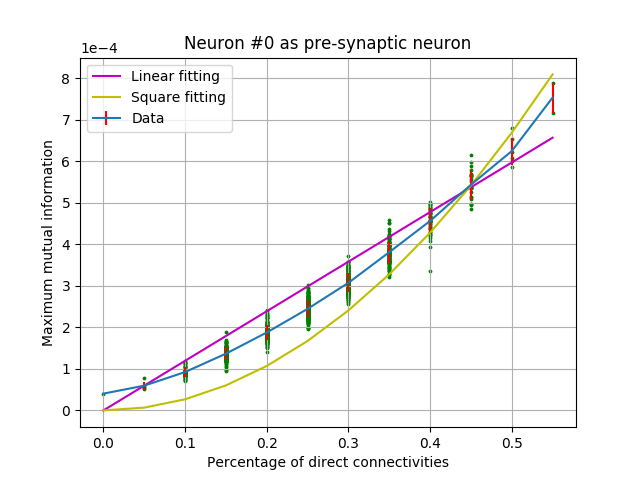 Neuron #0 as pre-synaptic neuron
1e−4
Linear fitting
Square fitting
Data
8
7
6
5
4
3
2
1
0
Maximum mutual information
0.0 0.1 0.2 0.3 0.4 0.5
Percentage of direct connectivities